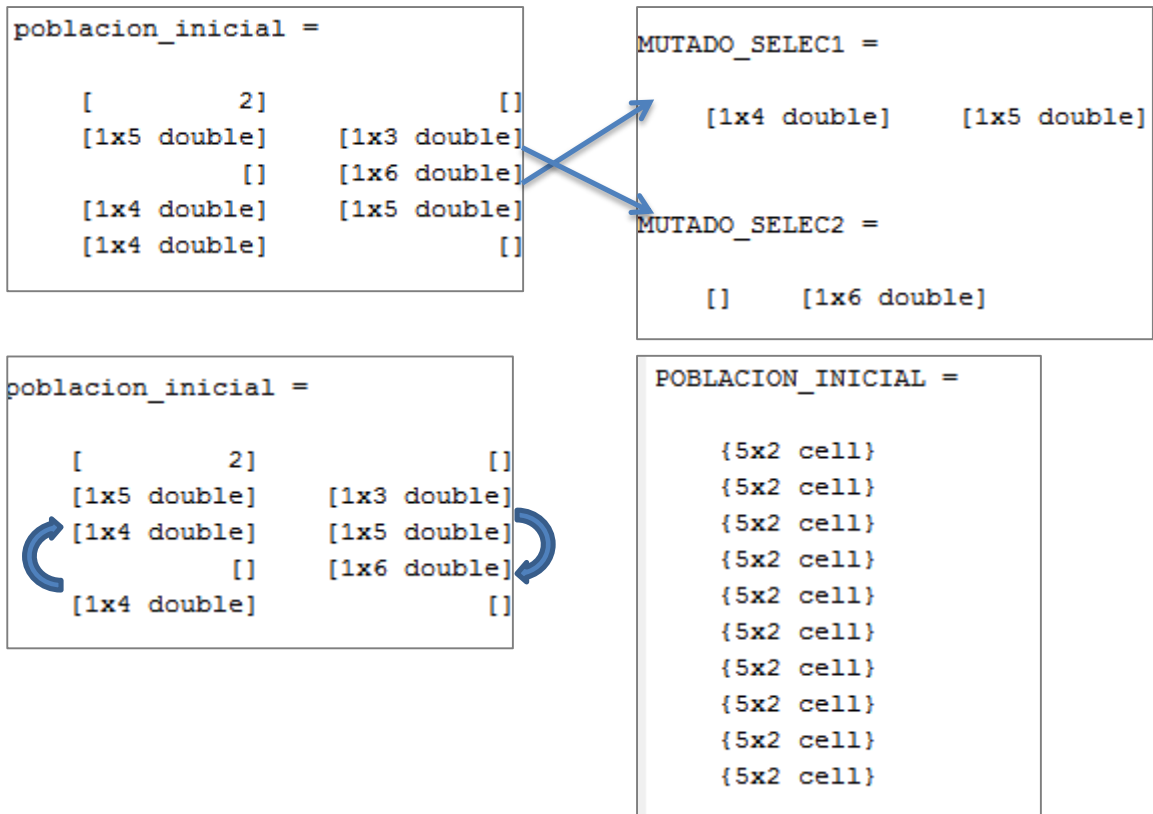 poblacion_inicial =
[ 2] []
[1x5 double] [1x3 double]
[] [1x6 double]
[1x4 double] [1x5 double]
[1x4 double] []
MUTADO_SELEC1 =
[1x4 double] [1x5 double]
MUTADO_SELEC2 =
[] [1x6 double]
poblacion_inicial =
[ 2] []
[1x5 double] [1x3 double]
[1x4 double] [1x5 double]
[] [1x6 double]
[1x4 double] []
POBLACION_INICIAL =
{5x2 cell}
{5x2 cell}
{5x2 cell}
{5x2 cell}
{5x2 cell}
{5x2 cell}
{5x2 cell}
{5x2 cell}
{5x2 cell}
{5x2 cell}